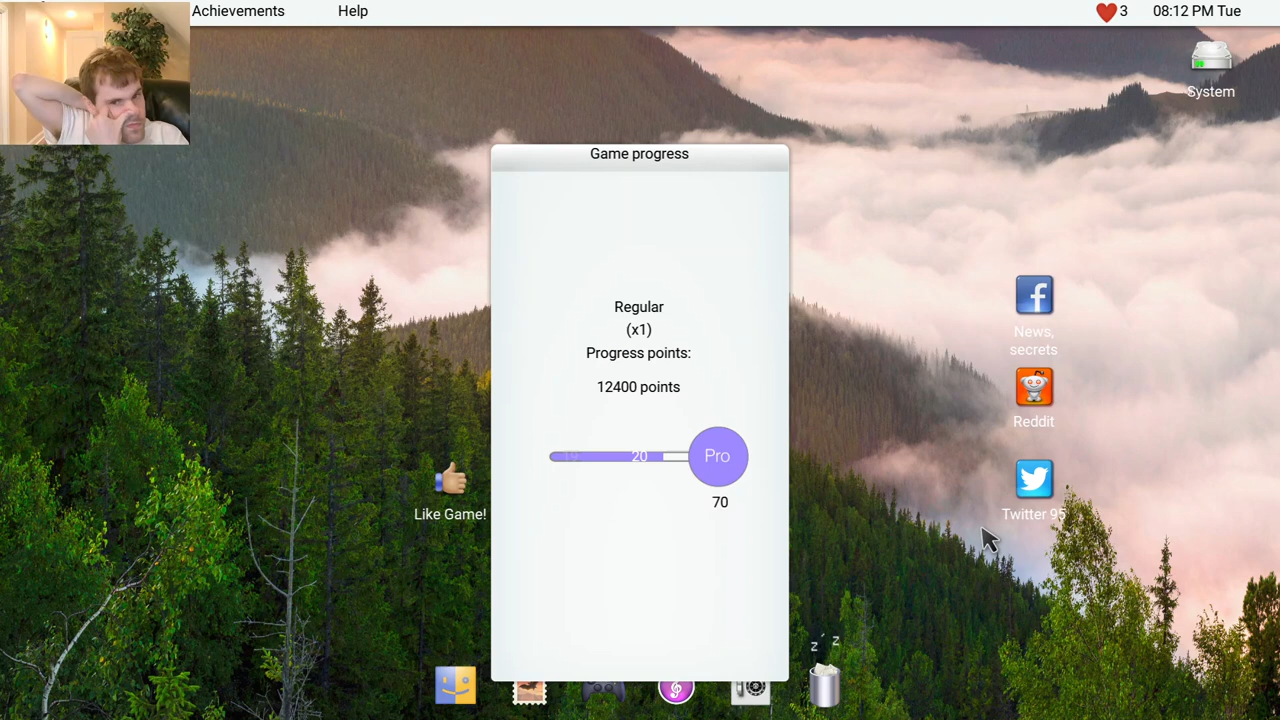 Achievements
Help
3
08:12 PM Tue
System
Game progress
Regular
(x1)
Progress points:
12400 points
19
20
Pro
70
News,
secrets
Reddit
Twitter 95
Like Game!
z z